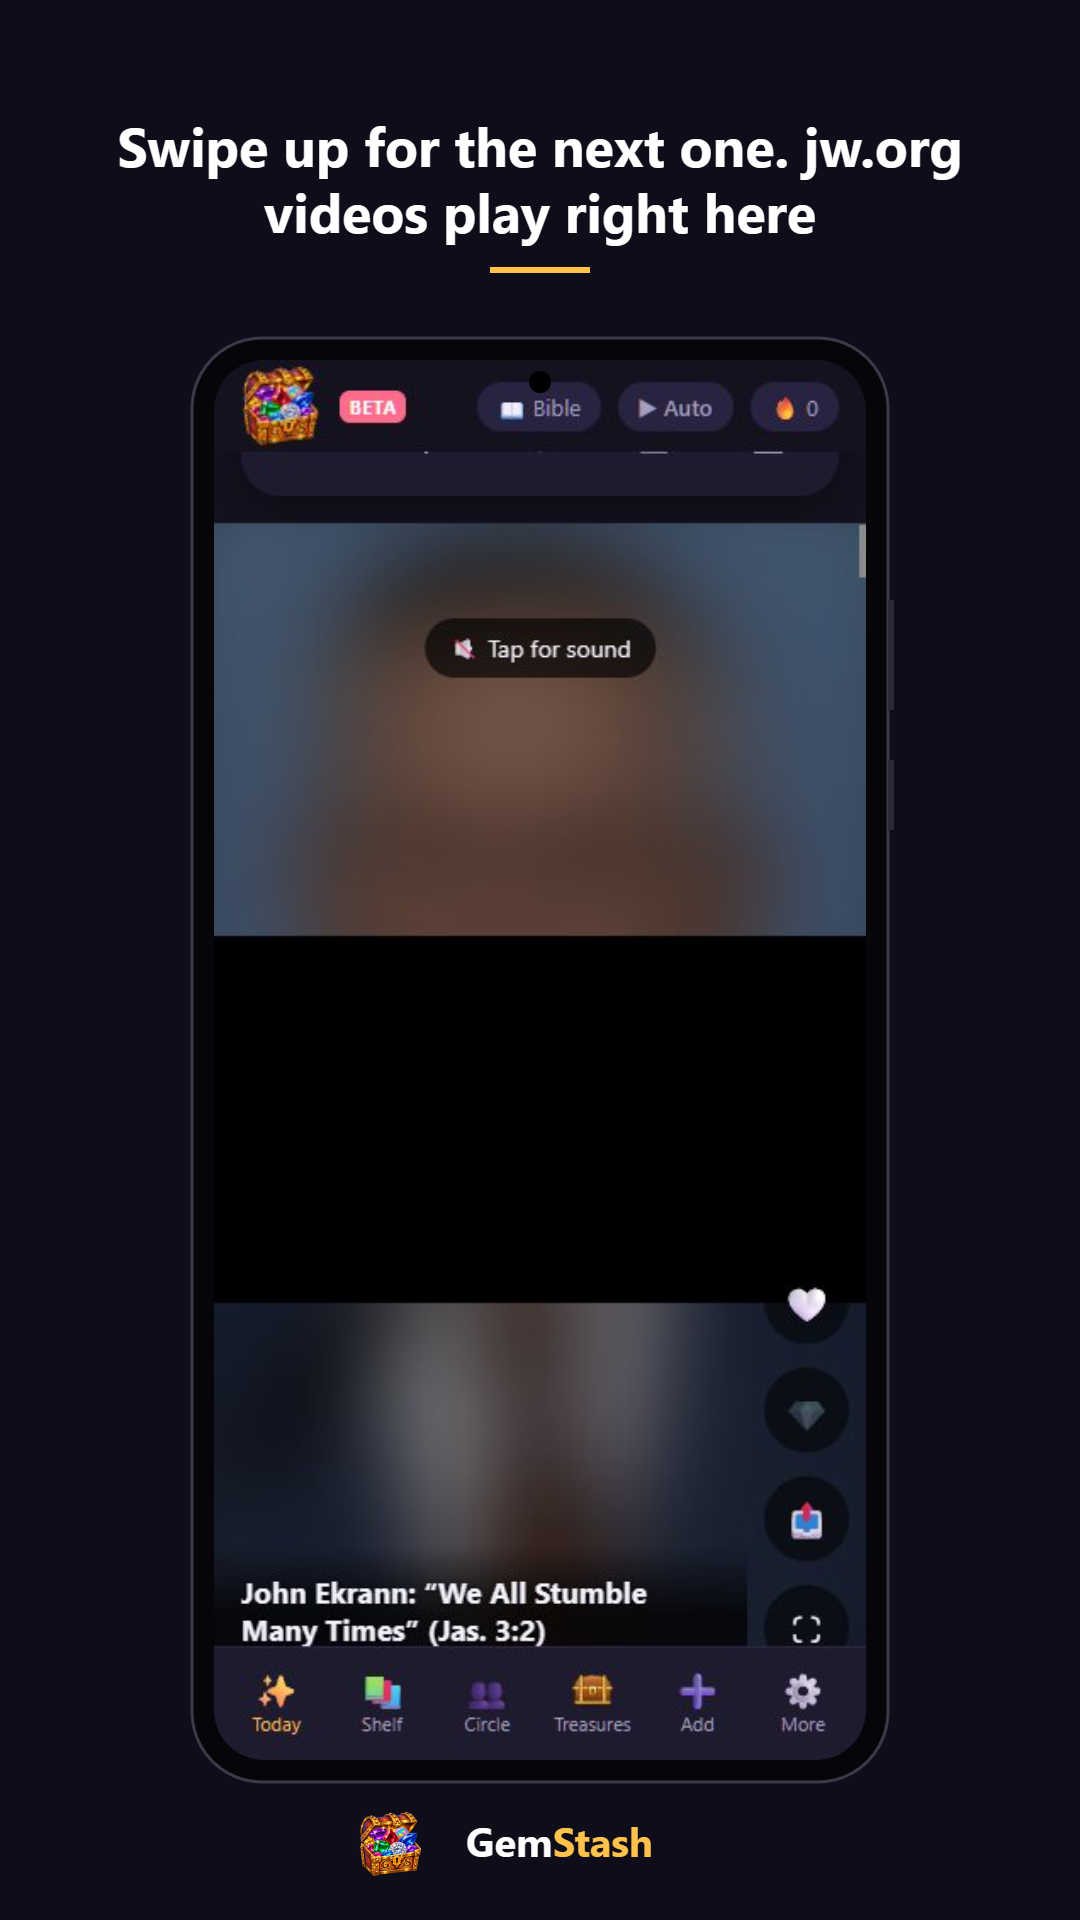 Swipe up for the next one. jw.org
videos play right here
BETA
Bible
Auto
0
Tap for sound
John Ekrann: “We All Stumble
Many Times” (Jas. 3:2)
Today
Shelf
Circle
Treasures
Add
More
GemStash